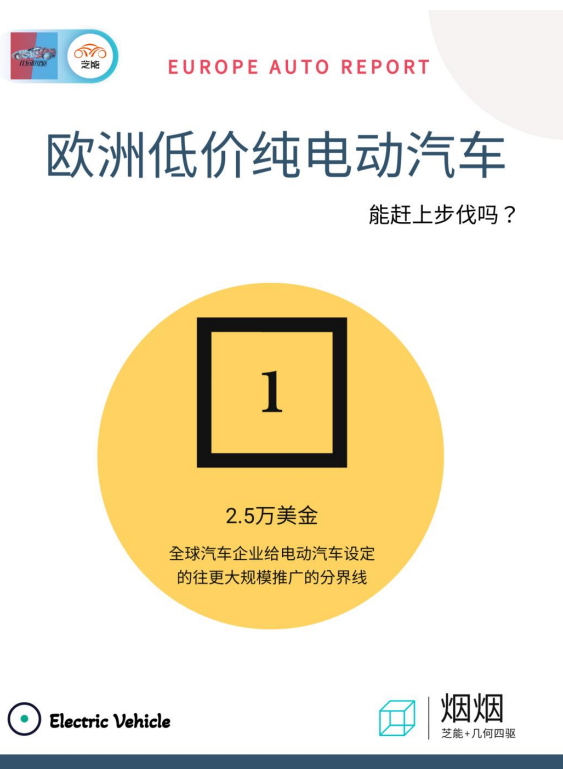 芝能
EUROPE AUTO REPORT
欧洲低价纯电动汽车
能赶上步伐吗？
1
2.5万美金
全球汽车企业给电动汽车设定
的往更大规模推广的分界线
Electric Vehicle
烟烟
芝能+几何四驱